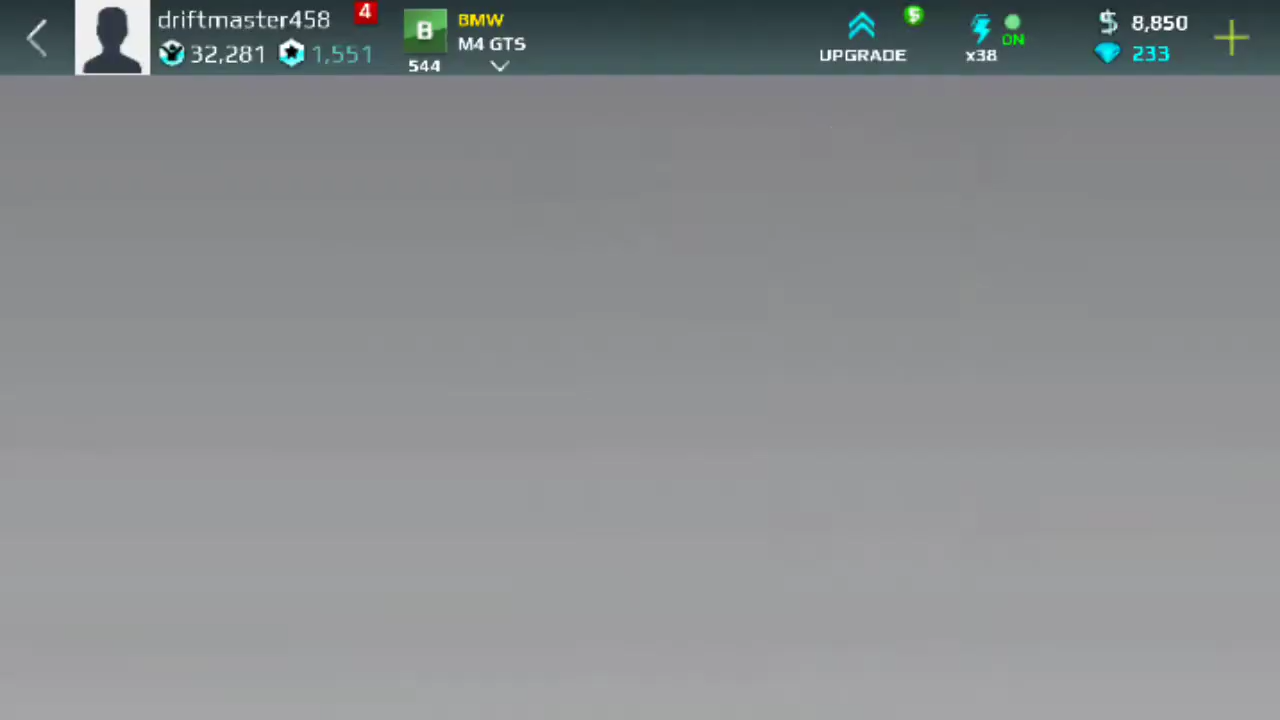 driftmaster458
4
32,281
1,551
B
544
BMW
M4 GTS
UPGRADE
$
x38
ON
$ 8,850
233